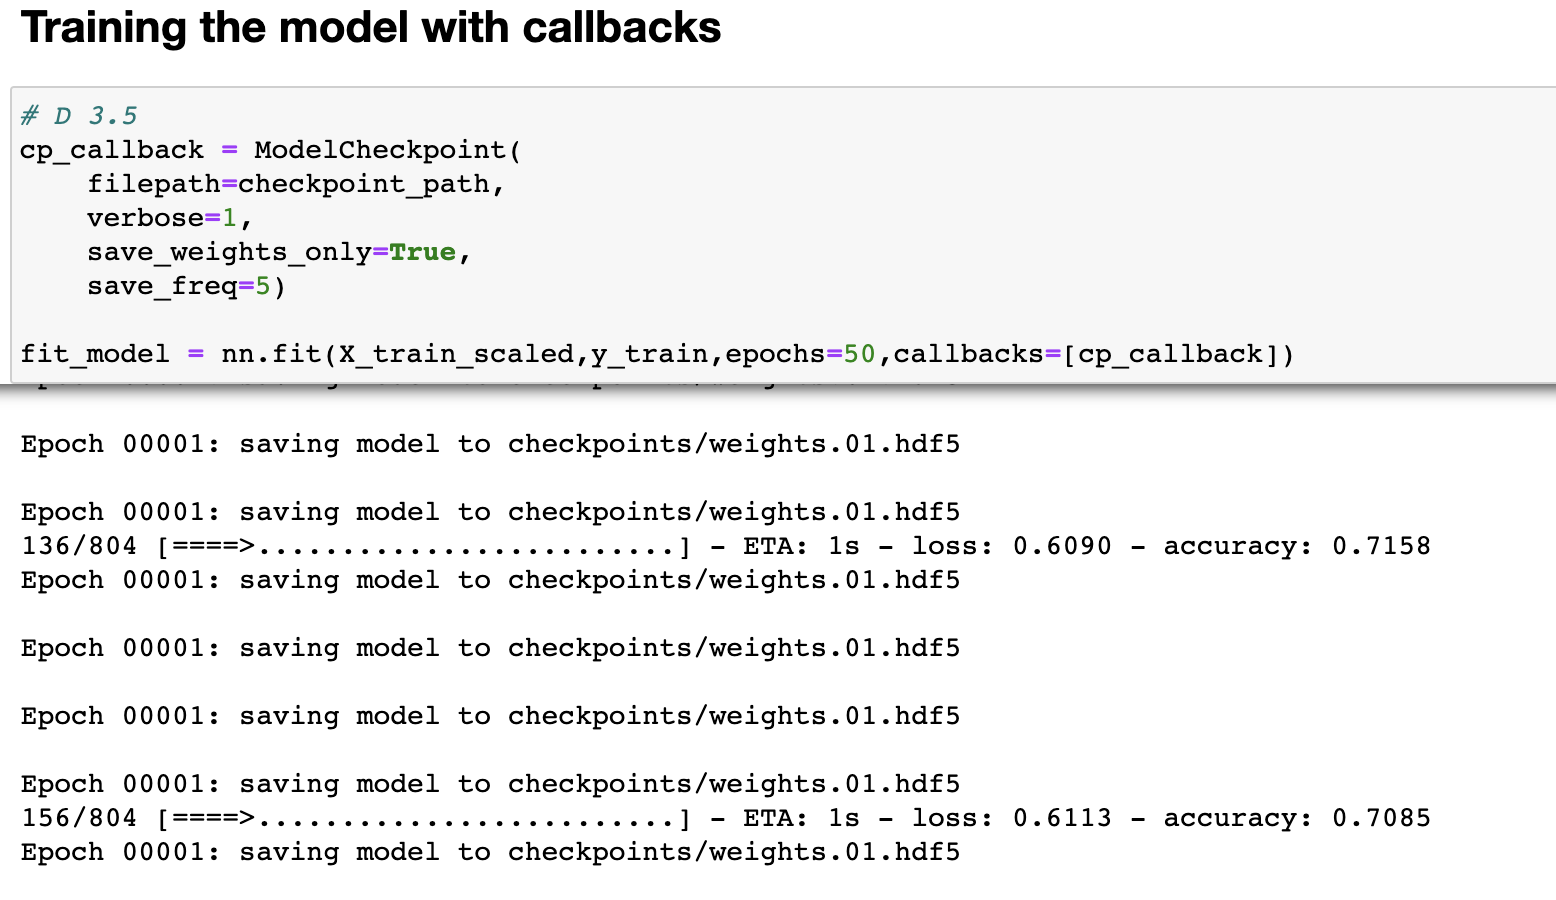 Training the model with callbacks
# D 3.5
cp_callback = ModelCheckpoint(
    filepath=checkpoint_path,
    verbose=1,
    save_weights_only=True,
    save_freq=5)
fit_model = nn.fit(X_train_scaled,y_train,epochs=50,callbacks=[cp_callback])
Epoch 00001: saving model to checkpoints/weights.01.hdf5
Epoch 00001: saving model to checkpoints/weights.01.hdf5
136/804 [====>.........................] - ETA: 1s - loss: 0.6090 - accuracy: 0.7158
Epoch 00001: saving model to checkpoints/weights.01.hdf5
Epoch 00001: saving model to checkpoints/weights.01.hdf5
Epoch 00001: saving model to checkpoints/weights.01.hdf5
Epoch 00001: saving model to checkpoints/weights.01.hdf5
156/804 [====>.........................] - ETA: 1s - loss: 0.6113 - accuracy: 0.7085
Epoch 00001: saving model to checkpoints/weights.01.hdf5